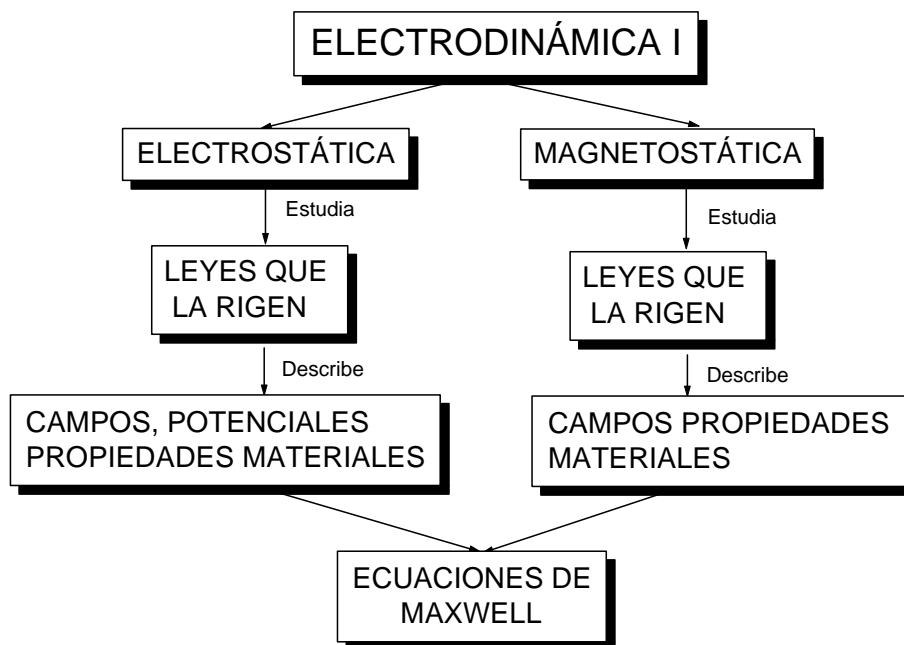 ELECTRODINÁMICA I
ELECTROSTÁTICA
MAGNETOSTÁTICA
Estudia
Estudia
LEYES QUE
LA RIGEN
LEYES QUE
LA RIGEN
Describe
Describe
CAMPOS, POTENCIALES
PROPIEDADES MATERIALES
CAMPOS PROPIEDADES
MATERIALES
ECUACIONES DE
MAXWELL